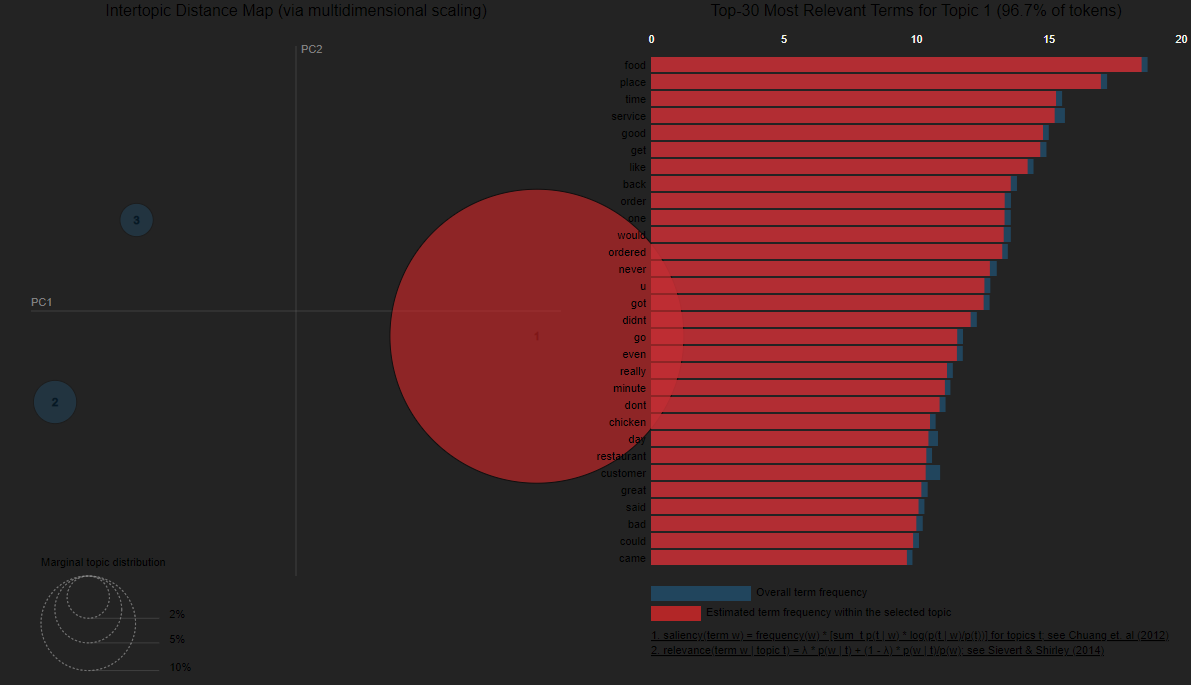 Intertopic Distance Map (via multidimensional scaling)
Top-30 Most Relevant Terms for Topic 1 (96.7% of tokens)
0 5 10 15 20
PC2
PC1
3
2
1
food
place
time
service
good
get
like
back
order
one
would
ordered
never
u
got
didnt
go
even
really
minute
dont
chicken
day
restaurant
customer
great
said
bad
could
came
Marginal topic distribution
2%
5%
10%
Overall term frequency
Estimated term frequency within the selected topic
1. saliency(term w) = frequency(w) * [sum_t p(t | w) * log(p(t | w)/p(t))] for topics t; see Chuang et. al (2012)
2. relevance(term w | topic t) = λ * p(w | t) + (1 - λ) * p(w | t)/p(w); see Sievert & Shirley (2014)